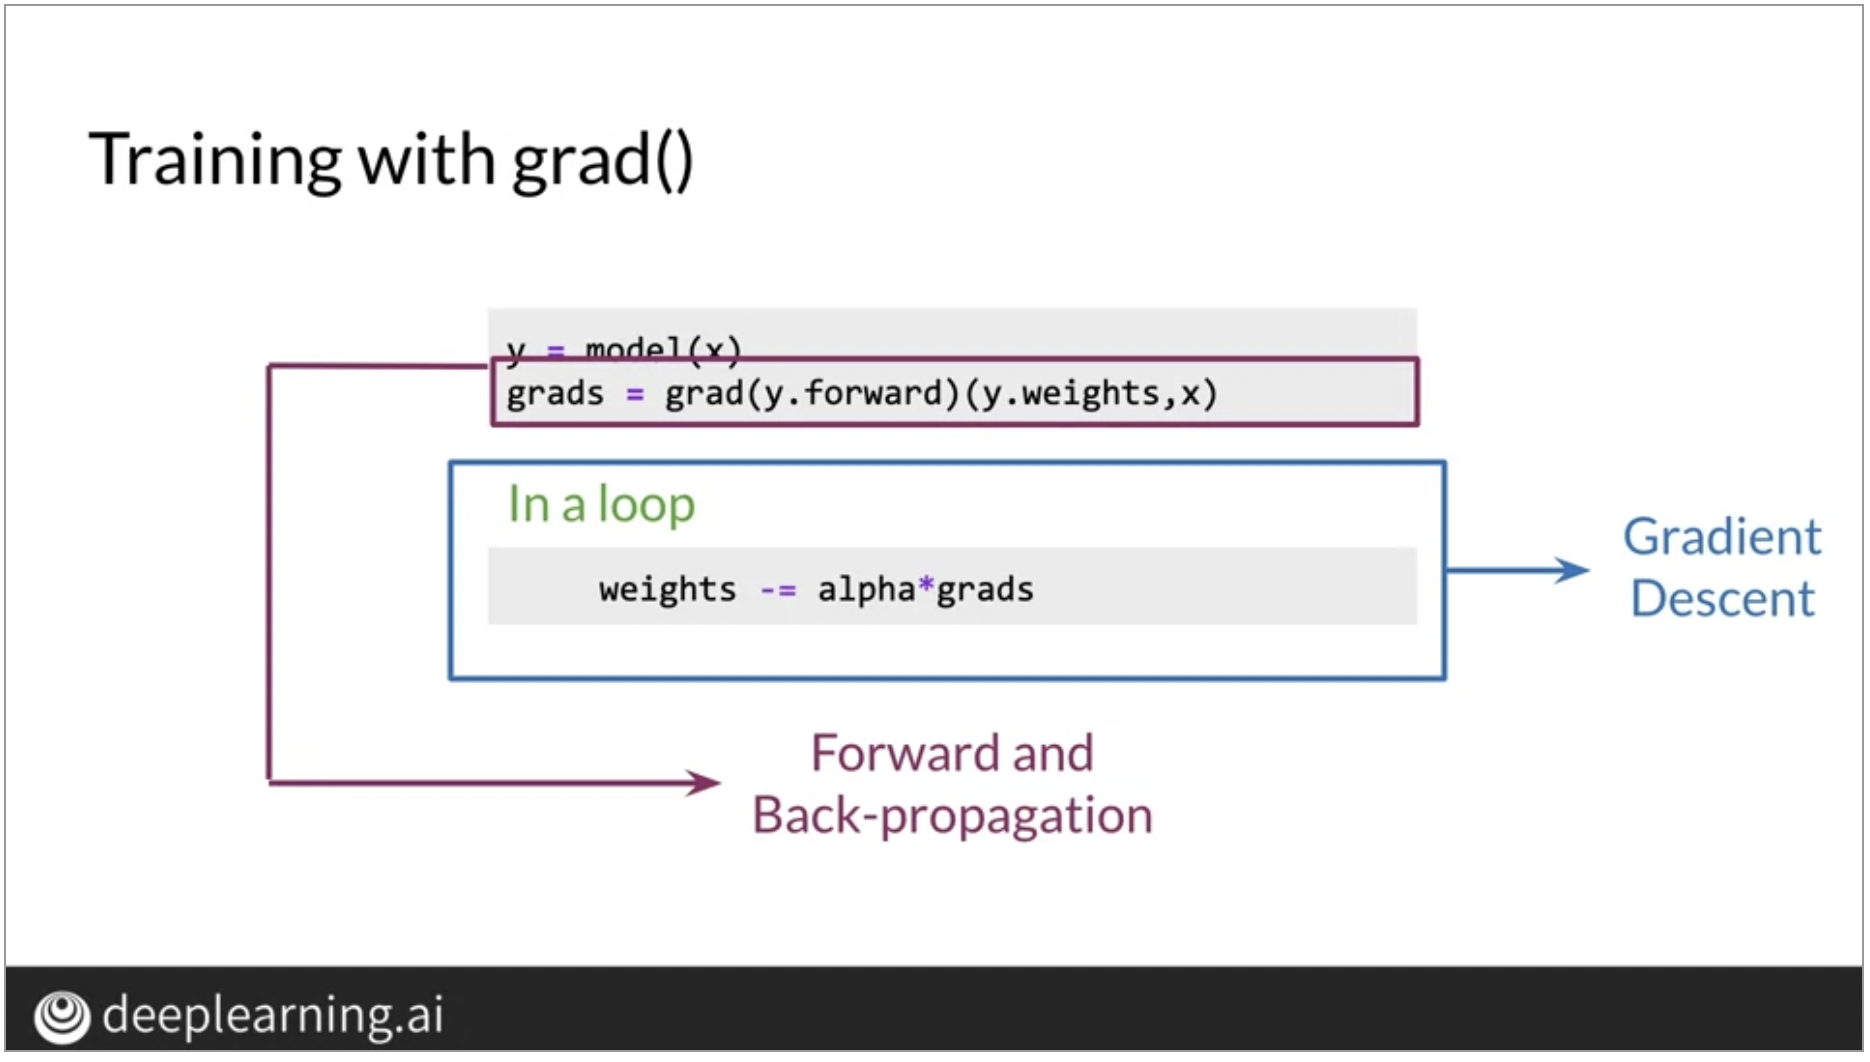 Training with grad()
y = model(x)
grads = grad(y.forward)(y.weights,x)
In a loop
weights -= alpha*grads
Gradient
Descent
Forward and
Back-propagation
deeplearning.ai